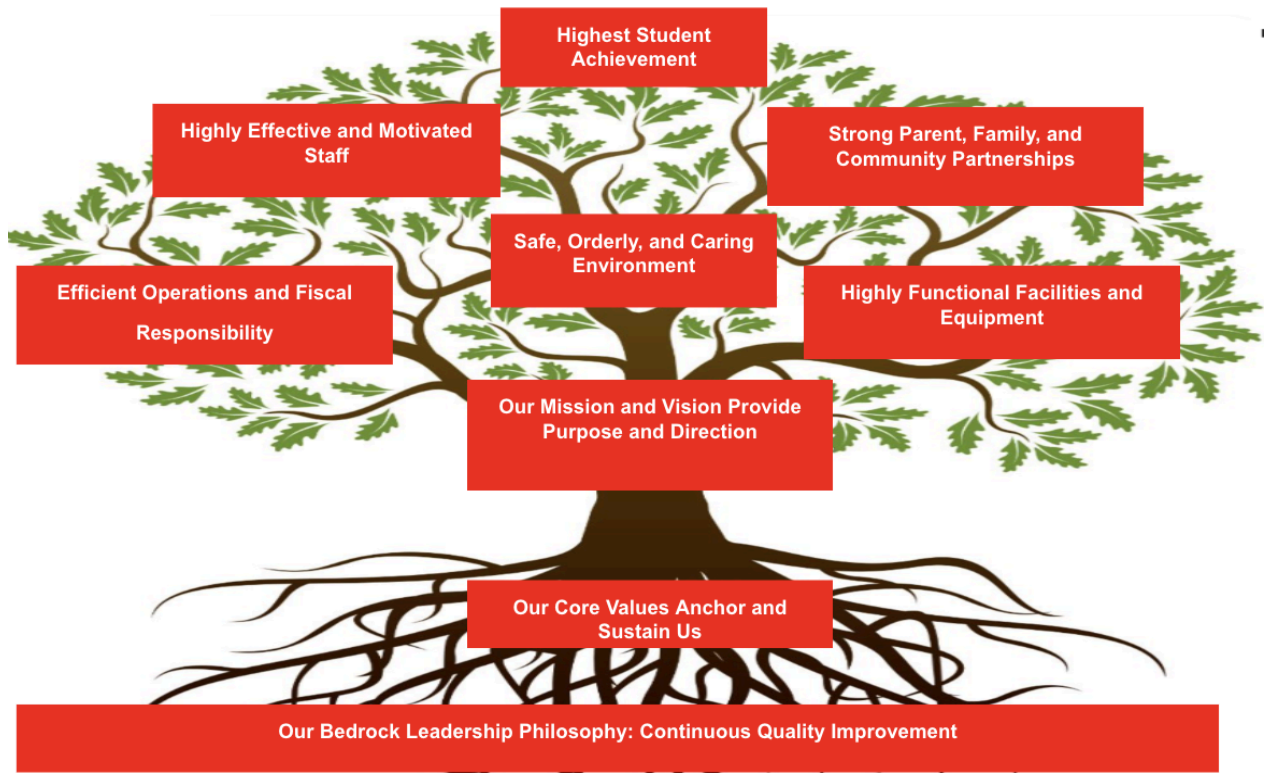 Highest Student
Achievement
Highly Effective and Motivated
Staff
Strong Parent, Family, and
Community Partnerships
Safe, Orderly, and Caring
Environment
Efficient Operations and Fiscal
Responsibility
Highly Functional Facilities and
Equipment
Our Mission and Vision Provide
Purpose and Direction
Our Core Values Anchor and
Sustain Us
Our Bedrock Leadership Philosophy: Continuous Quality Improvement